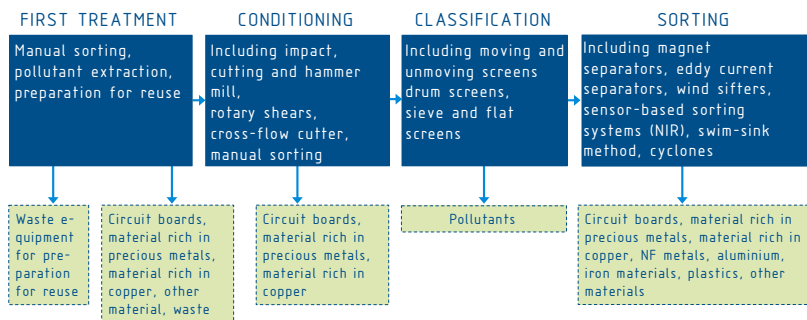 FIRST TREATMENT
Manual sorting,
pollutant extraction,
preparation for reuse
CONDITIONING
Including impact,
cutting and hammer
mill,
rotary shears,
cross-flow cutter,
manual sorting
CLASSIFICATION
Including moving and
unmoving screens
drum screens,
sieve and flat
screens
SORTING
Including magnet
separators, eddy current
separators, wind sifters,
sensor-based sorting
systems (NIR), swim-sink
method, cyclones
Waste e-
quipment
for pre-
paration
for reuse
Circuit boards,
material rich in
precious metals,
material rich in
copper, other
material, waste
Circuit boards,
material rich in
precious metals,
material rich in
copper
Pollutants
Circuit boards, material rich in
precious metals, material rich in
copper, NF metals, aluminium,
iron materials, plastics, other
materials